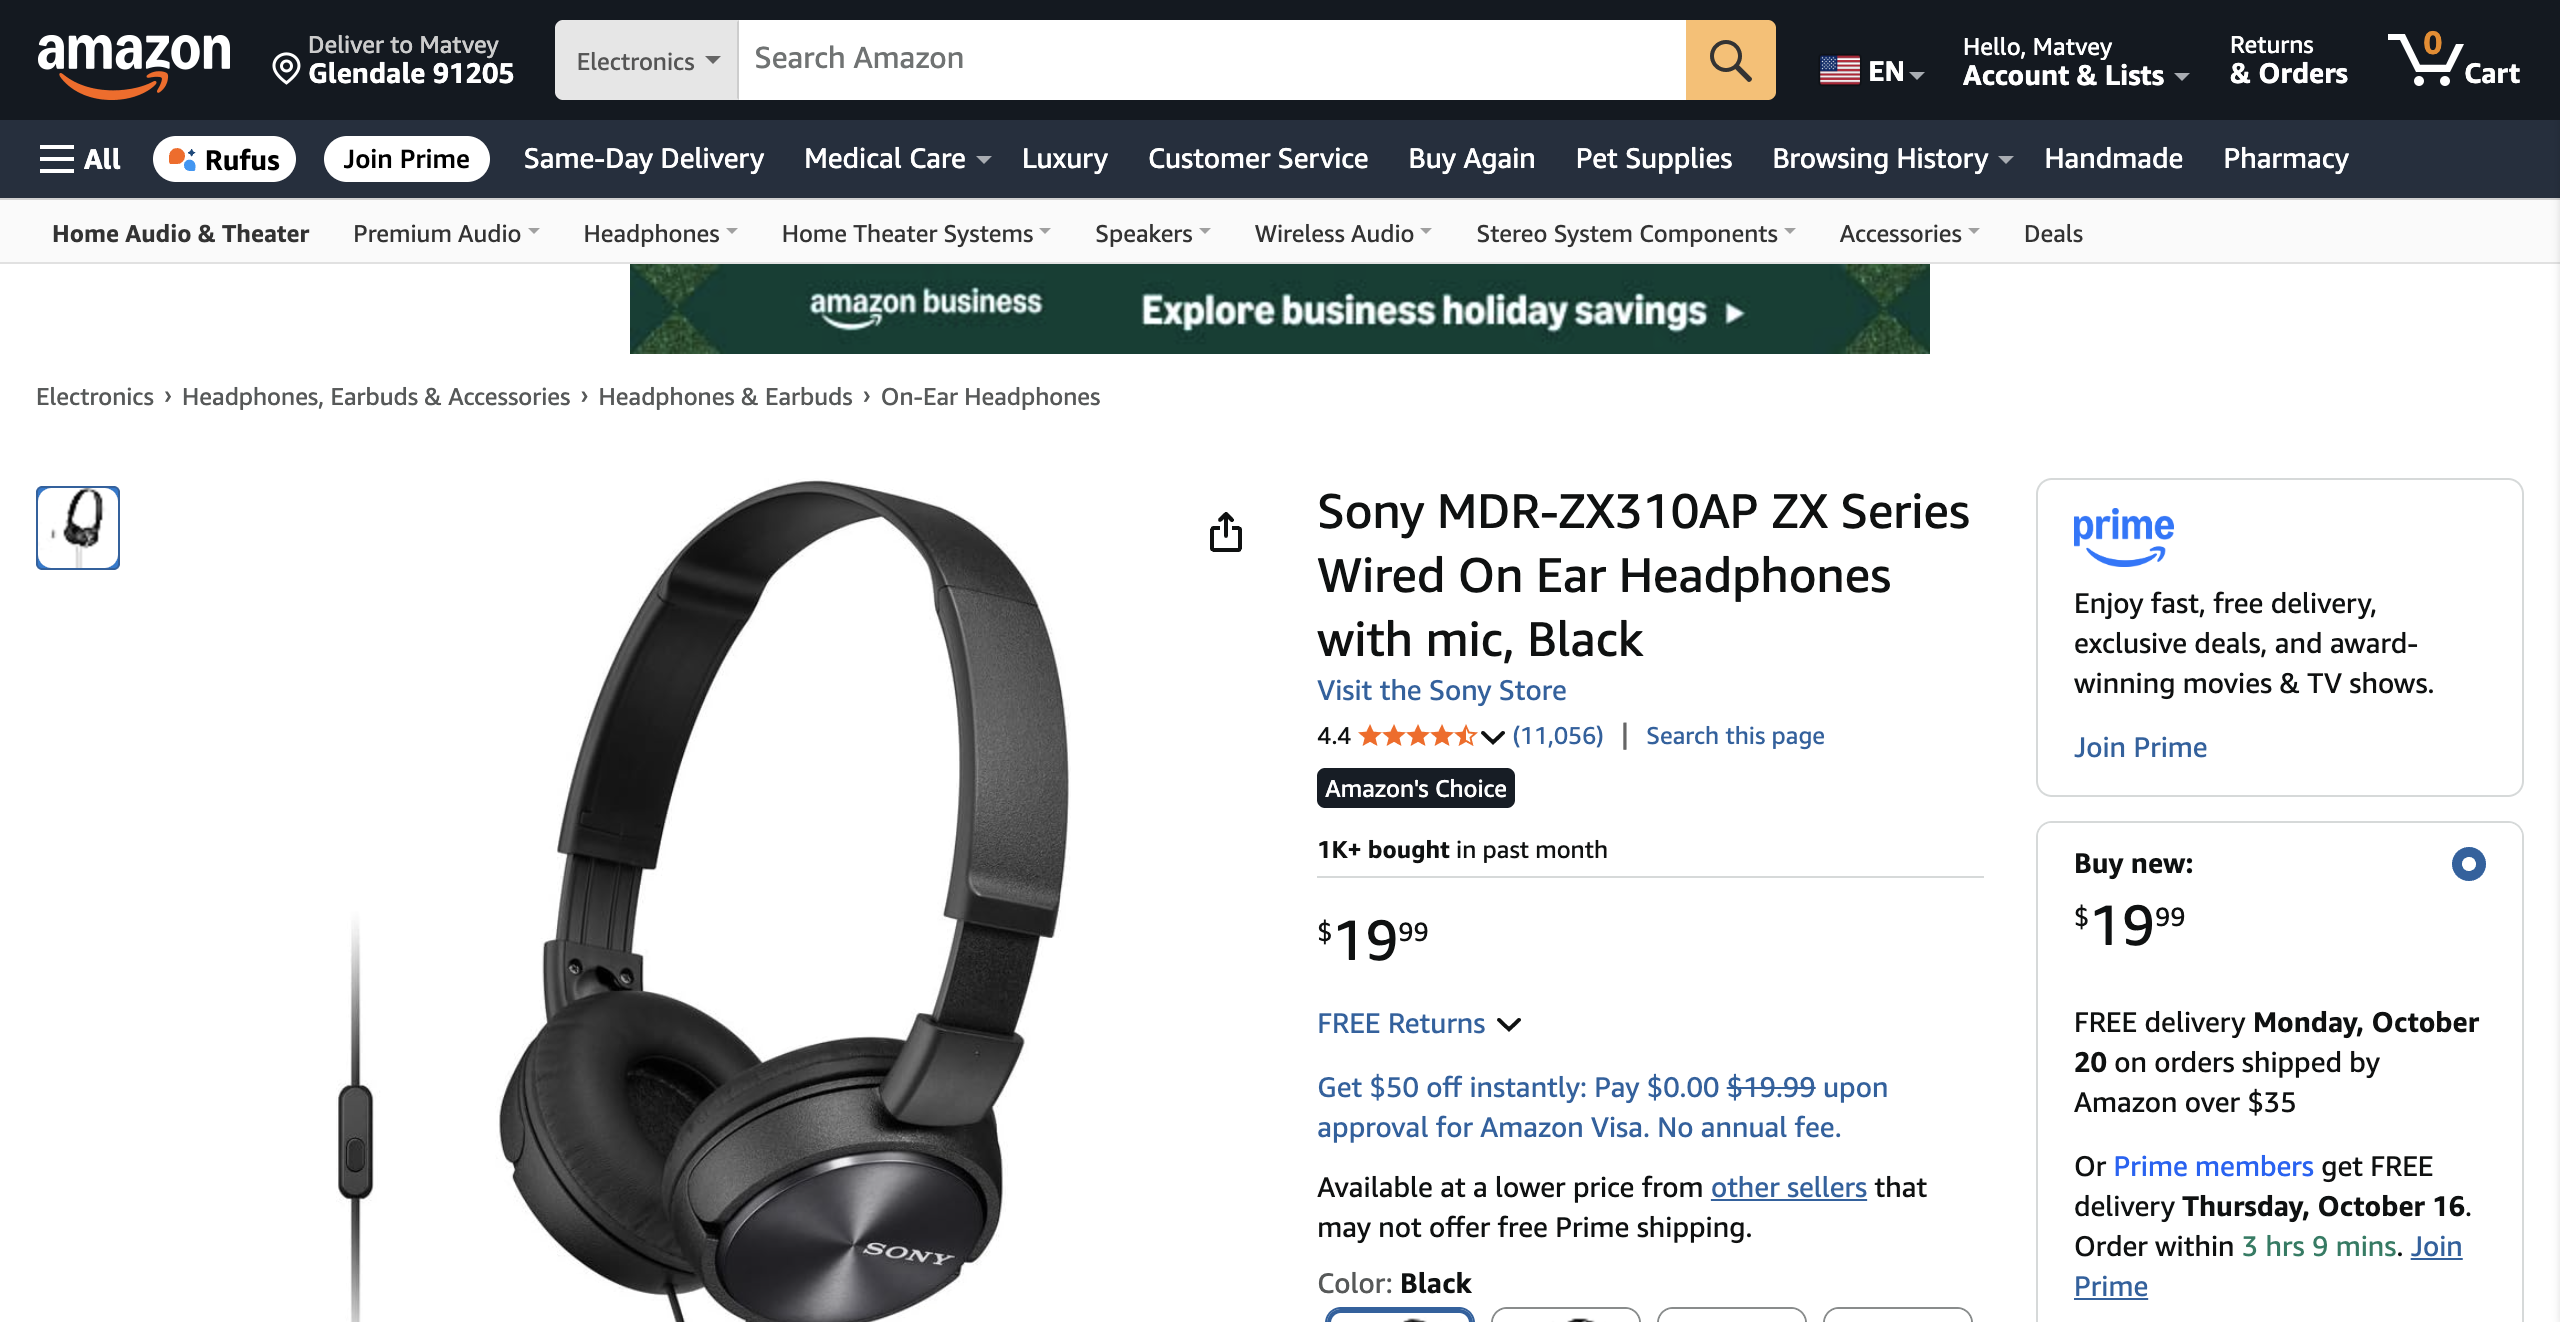 amazon
Deliver to Matvey
Glendale 91205
Electronics
Search Amazon
EN
Hello, Matvey
Account & Lists
Returns
& Orders
0
Cart
All
Rufus
Join Prime
Same-Day Delivery
Medical Care
Luxury
Customer Service
Buy Again
Pet Supplies
Browsing History
Handmade
Pharmacy
Home Audio & Theater
Premium Audio
Headphones
Home Theater Systems
Speakers
Wireless Audio
Stereo System Components
Accessories
Deals
amazon business
Explore business holiday savings
Electronics › Headphones, Earbuds & Accessories › Headphones & Earbuds › On-Ear Headphones
SONY
Sony MDR-ZX310AP ZX Series
Wired On Ear Headphones
with mic, Black
Visit the Sony Store
4.4 (11,056) | Search this page
Amazon's Choice
1K+ bought in past month
$1999
FREE Returns
Get $50 off instantly: Pay $0.00 $19.99 upon
approval for Amazon Visa. No annual fee.
Available at a lower price from other sellers that
may not offer free Prime shipping.
Color: Black
prime
Enjoy fast, free delivery,
exclusive deals, and award-
winning movies & TV shows.
Join Prime
Buy new:
$1999
FREE delivery Monday, October
20 on orders shipped by
Amazon over $35
Or Prime members get FREE
delivery Thursday, October 16.
Order within 3 hrs 9 mins. Join
Prime